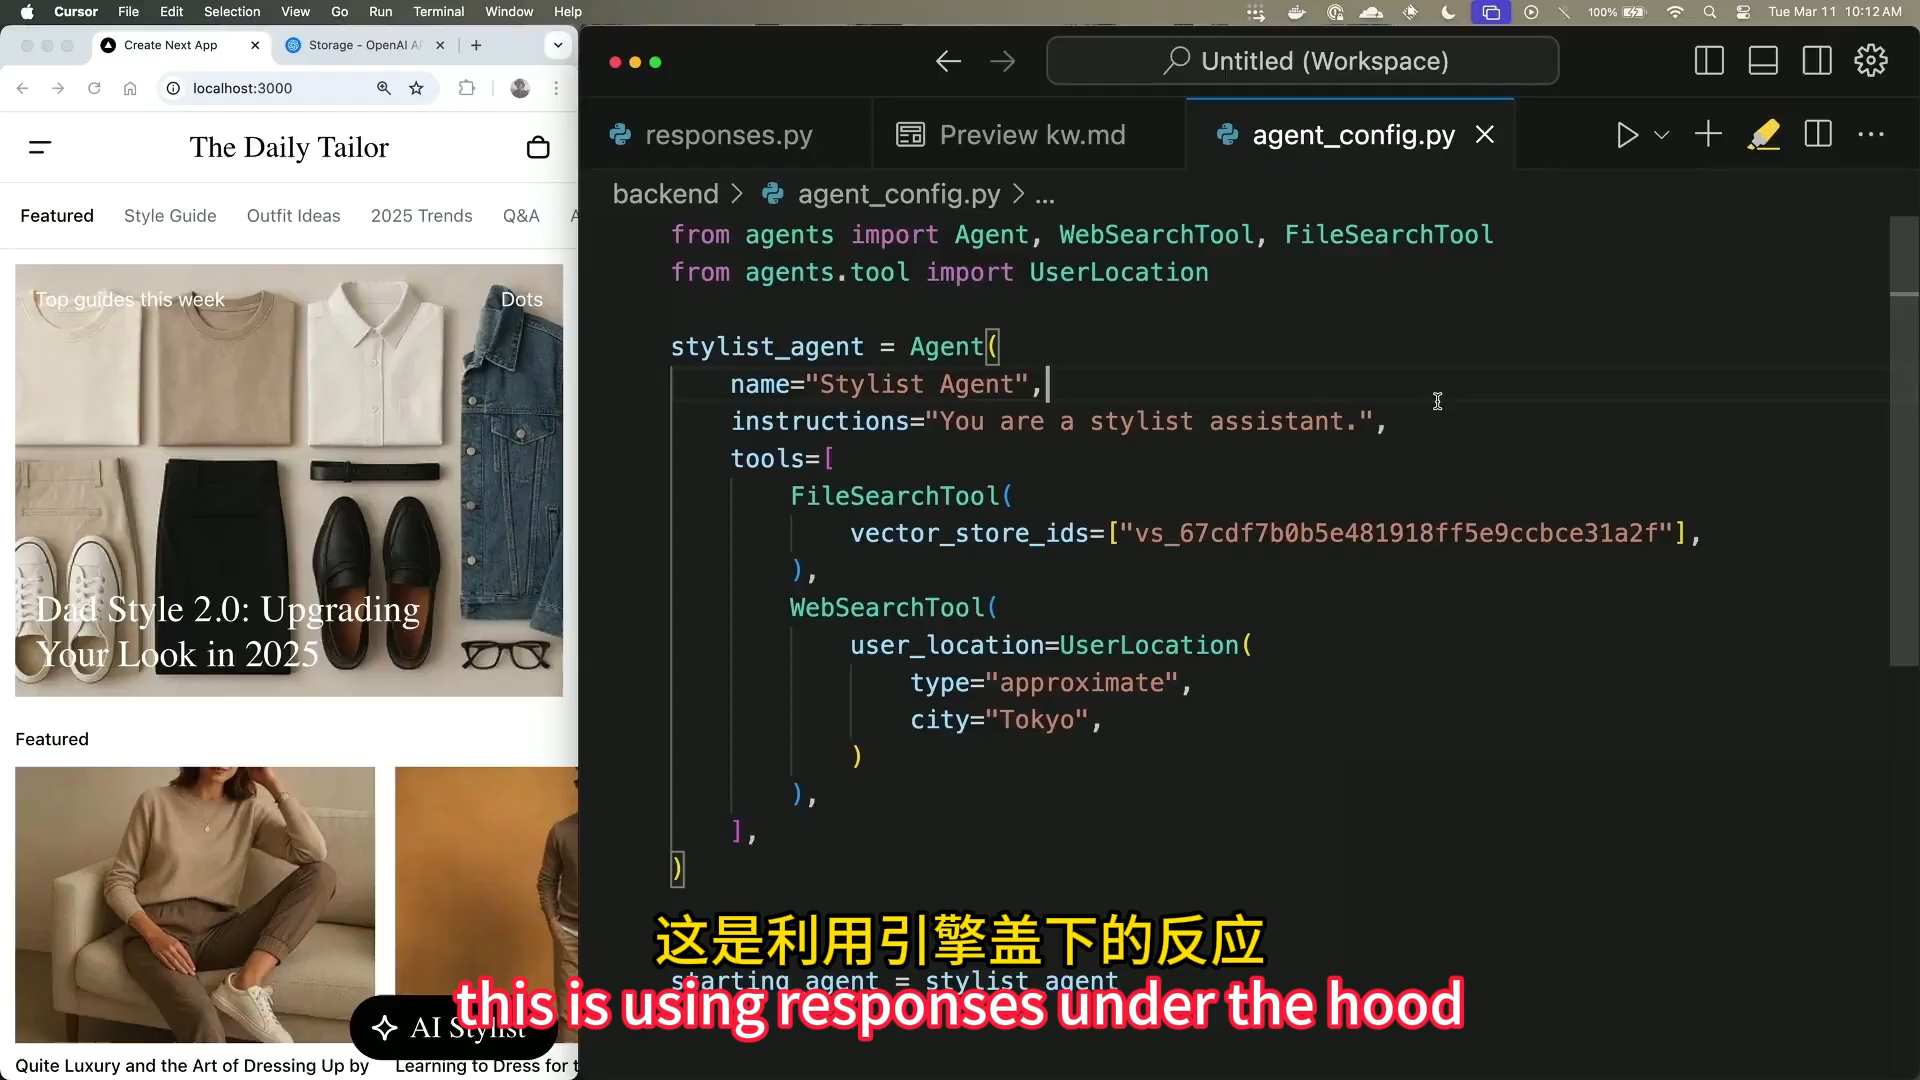 Cursor File Edit Selection View Go Run Terminal Window Help
100% Tue Mar 11 10:12 AM
Create Next App
Storage - OpenAI AP
localhost:3000
The Daily Tailor
Featured Style Guide Outfit Ideas 2025 Trends Q&A A
Top guides this week Dots
Dad Style 2.0: Upgrading
Your Look in 2025
Featured
AI Stylist
Quite Luxury and the Art of Dressing Up by
Learning to Dress for t
Untitled (Workspace)
responses.py
Preview kw.md
agent_config.py
backend > agent_config.py > ...
from agents import Agent, WebSearchTool, FileSearchTool
from agents.tool import UserLocation
stylist_agent = Agent(
name="Stylist Agent",
instructions="You are a stylist assistant.",
tools=[
FileSearchTool(
vector_store_ids=["vs_67cdf7b0b5e481918ff5e9ccbce31a2f"],
),
WebSearchTool(
user_location=UserLocation(
type="approximate",
city="Tokyo",
)
),
],
)
starting_agent = stylist_agent
这是利用引擎盖下的反应
this is using responses under the hood